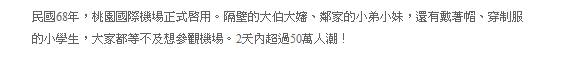 民國68年，桃園國際機場正式啓用。隔壁的大伯大嬸、鄰家的小弟小妹，還有戴著帽、穿制服
的小學生，大家都等不及想參觀機場。2天內超過50萬人潮！